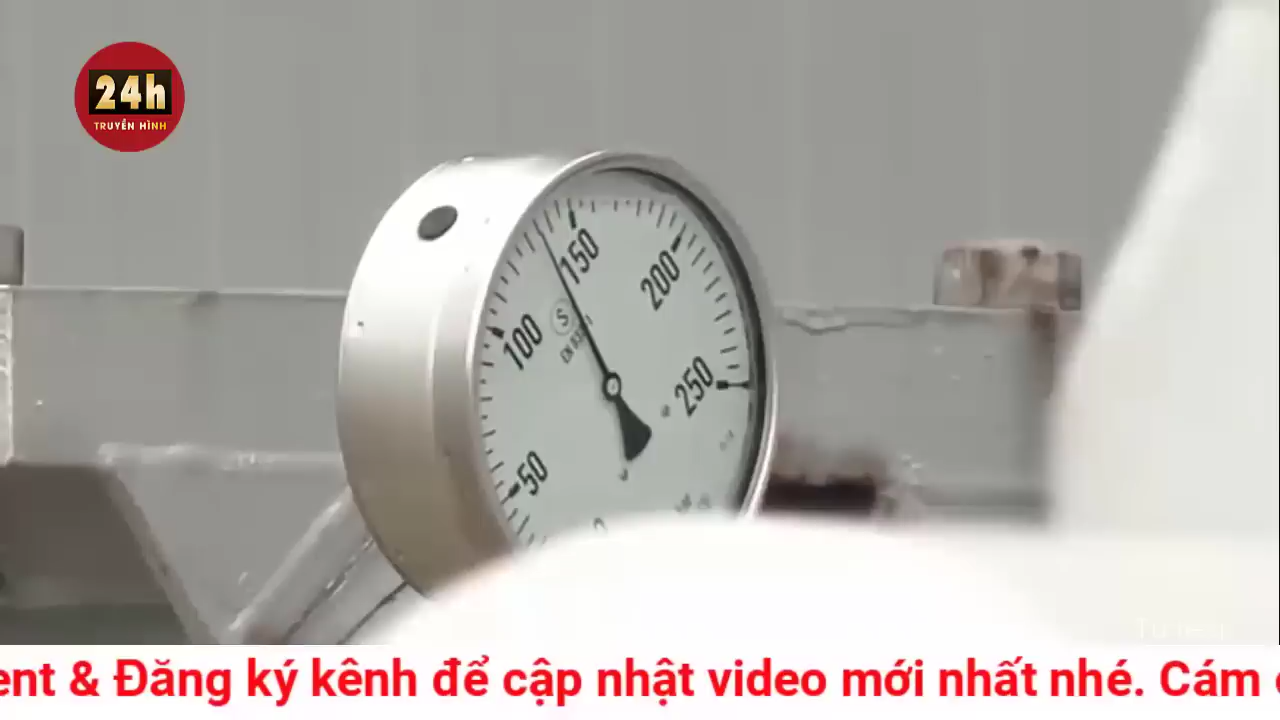 24h
TRUYỀN HÌNH
150
200
S
100
250
50
0
ent & Đăng ký kênh để cập nhật video mới nhất nhé. Cám